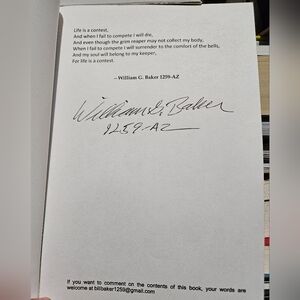 Life is a contest,
And when I fail to compete I will die,
And even though the grim reaper may not collect my body,
When I fail to compete I will surrender to the comfort of the bells,
And my soul will belong to my keeper,
For life is a contest.
– William G. Baker 1259-AZ
William G. Baker
1259-AZ
If you want to comment on the contents of this book, your words are
welcome at billbaker1259@gmail.com